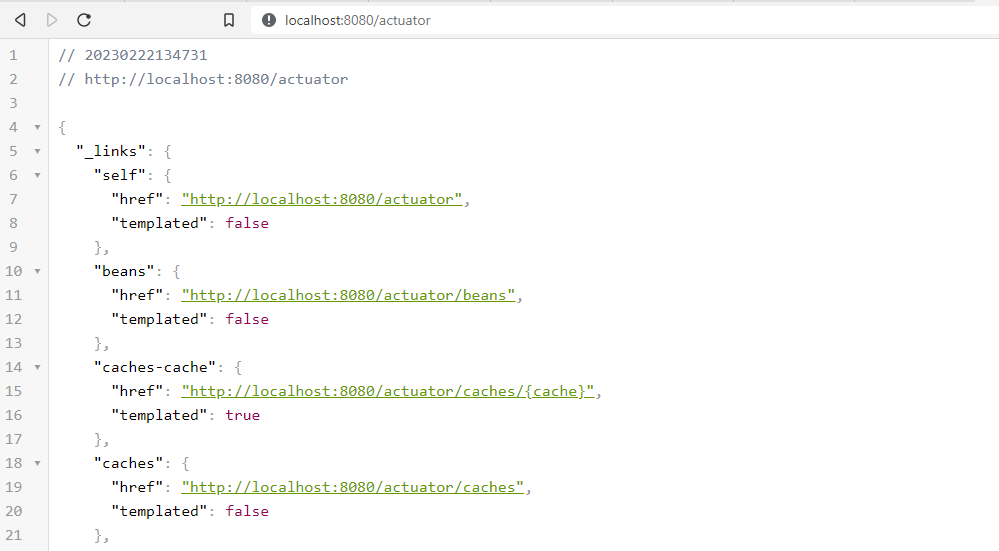 localhost:8080/actuator
1 // 20230222134731
2 // http://localhost:8080/actuator
3
4 {
5 "_links": {
6 "self": {
7 "href": "http://localhost:8080/actuator",
8 "templated": false
9 },
10 "beans": {
11 "href": "http://localhost:8080/actuator/beans",
12 "templated": false
13 },
14 "caches-cache": {
15 "href": "http://localhost:8080/actuator/caches/{cache}",
16 "templated": true
17 },
18 "caches": {
19 "href": "http://localhost:8080/actuator/caches",
20 "templated": false
21 },